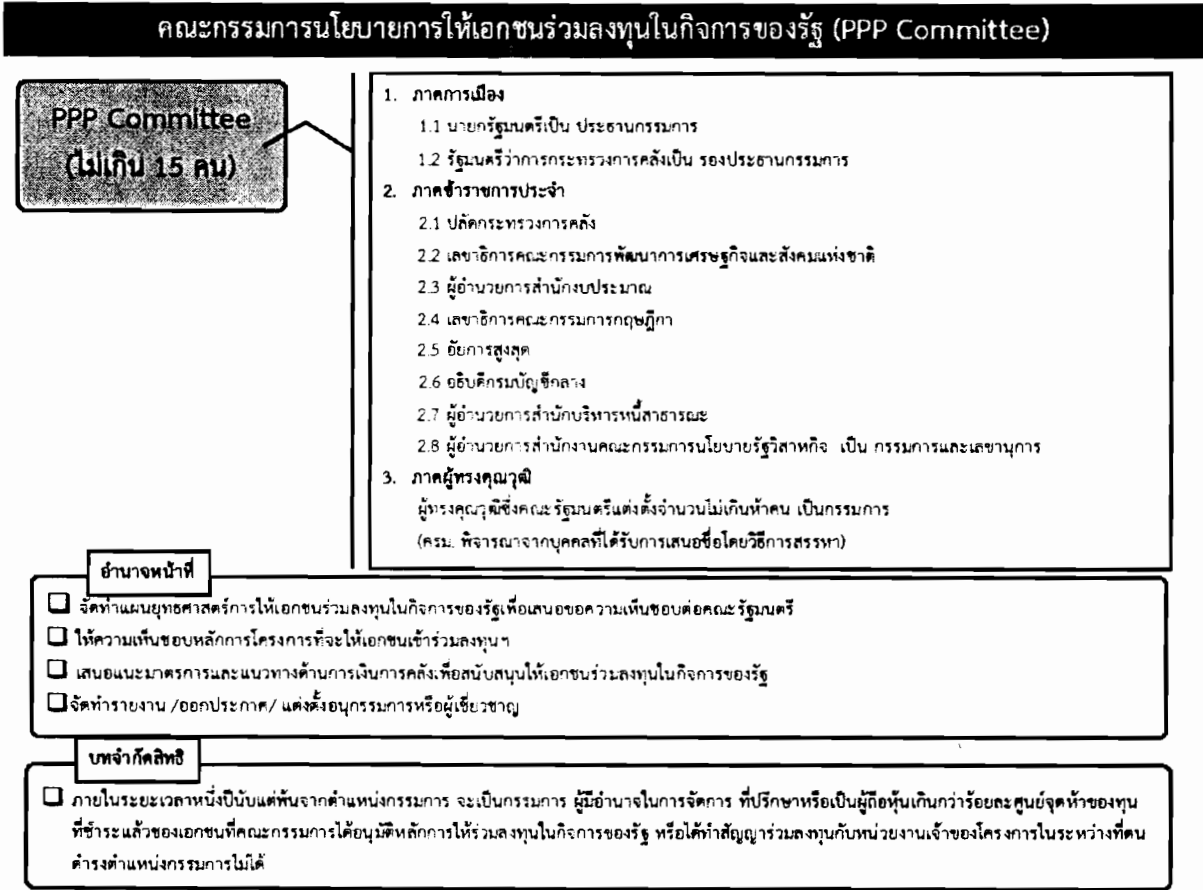 คณะกรรมการนโยบายการให้เอกชนร่วมลงทุนในกิจการของรัฐ (PPP Committee)
PPP Committee
(ไม่เกิน 15 คน)
1. ภาคการเมือง
1.1 นายกรัฐมนตรีเป็น ประธานกรรมการ
1.2 รัฐมนตรีว่าการกระทรวงการคลังเป็น รองประธานกรรมการ
2. ภาคข้าราชการประจำ
2.1 ปลัดกระทรวงการคลัง
2.2 เลขาธิการคณะกรรมการพัฒนาการเศรษฐกิจและสังคมแห่งชาติ
2.3 ผู้อำนวยการสำนักงบประมาณ
2.4 เลขาธิการคณะกรรมการกฤษฎีกา
2.5 อัยการสูงสุด
2.6 อธิบดีกรมบัญชีกลาง
2.7 ผู้อำนวยการสำนักบริหารหนี้สาธารณะ
2.8 ผู้อำนวยการสำนักงานคณะกรรมการนโยบายรัฐวิสาหกิจ เป็น กรรมการและเลขานุการ
3. ภาคผู้ทรงคุณวุฒิ
ผู้ทรงคุณวุฒิซึ่งคณะรัฐมนตรีแต่งตั้งจำนวนไม่เกินห้าคน เป็นกรรมการ
(ครม. พิจารณาจากบุคคลที่ได้รับการเสนอชื่อโดยวิธีการสรรหา)
อำนาจหน้าที่
จัดทำแผนยุทธศาสตร์การให้เอกชนร่วมลงทุนในกิจการของรัฐเพื่อเสนอขอความเห็นชอบต่อคณะรัฐมนตรี
ให้ความเห็นชอบหลักการโครงการที่จะให้เอกชนเข้าร่วมลงทุนฯ
เสนอแนะมาตรการและแนวทางด้านการเงินการคลังเพื่อสนับสนุนให้เอกชนร่วมลงทุนในกิจการของรัฐ
จัดทำรายงาน /ออกประกาศ/ แต่งตั้งอนุกรรมการหรือผู้เชี่ยวชาญ
บทจำกัดสิทธิ
ภายในระยะเวลาหนึ่งปีนับแต่พ้นจากตำแหน่งกรรมการ จะเป็นกรรมการ ผู้มีอำนาจในการจัดการ ที่ปรึกษาหรือเป็นผู้ถือหุ้นเกินกว่าร้อยละศูนย์จุดห้าของทุน
ที่ชำระแล้วของเอกชนที่คณะกรรมการได้อนุมัติหลักการให้ร่วมลงทุนในกิจการของรัฐ หรือได้ทำสัญญาร่วมลงทุนกับหน่วยงานเจ้าของโครงการในระหว่างที่ตน
ดำรงตำแหน่งกรรมการไม่ได้